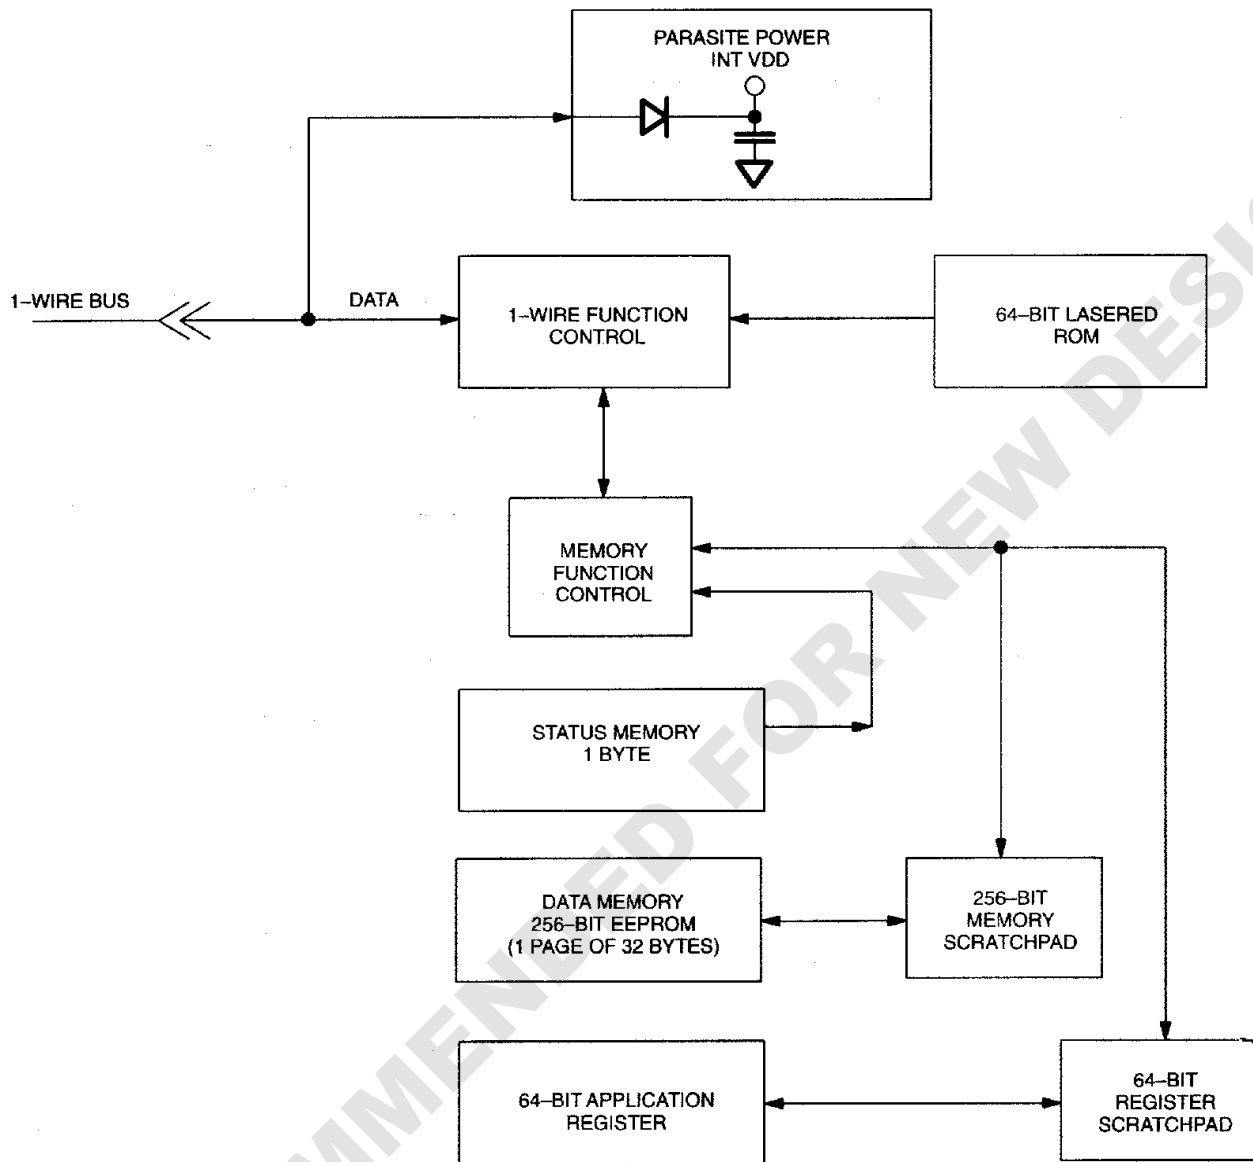 PARASITE POWER
INT VDD
1–WIRE BUS
DATA
1–WIRE FUNCTION
CONTROL
64–BIT LASERED
ROM
MEMORY
FUNCTION
CONTROL
STATUS MEMORY
1 BYTE
DATA MEMORY
256–BIT EEPROM
(1 PAGE OF 32 BYTES)
256–BIT
MEMORY
SCRATCHPAD
64–BIT APPLICATION
REGISTER
64–BIT
REGISTER
SCRATCHPAD
FOR NEW